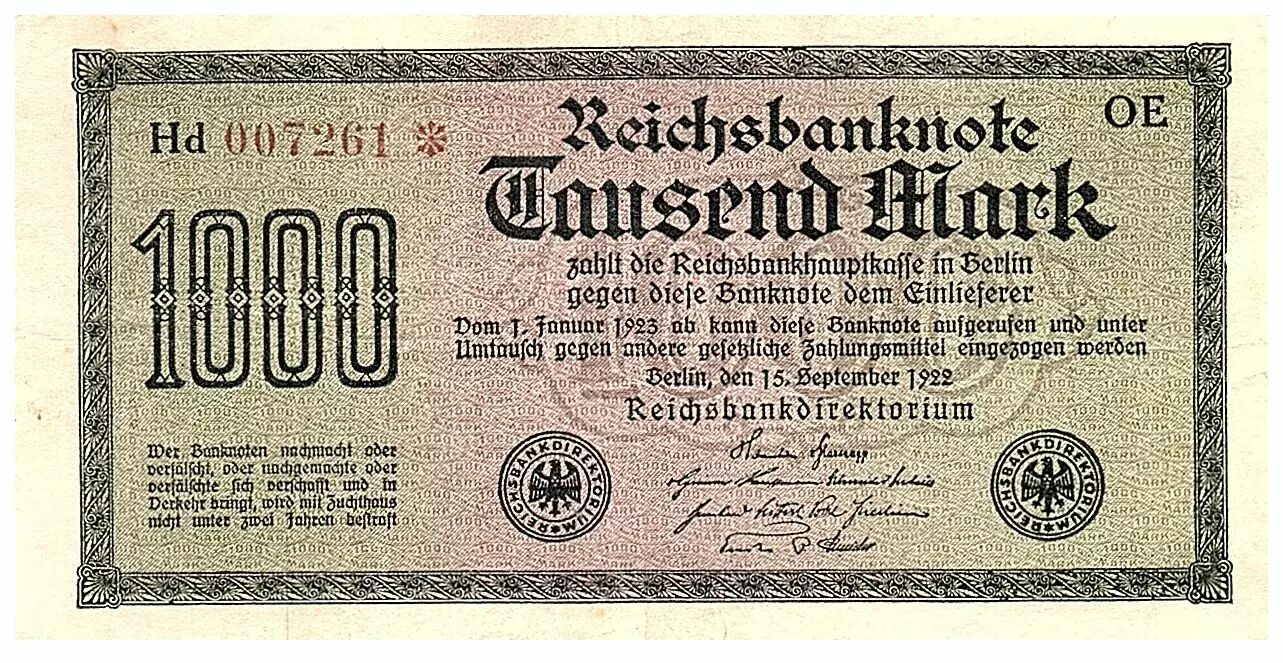 Hd 007261 *
OE
Reichsbanknote
Tausend Mark
1000
zahlt die Reichsbankhauptkasse in Berlin
gegen diese Banknote dem Einlieferer
Vom 1. Januar 1923 ab kann diese Banknote aufgerufen und unter
Umtausch gegen andere gesetzliche Zahlungsmittel eingezogen werden
Berlin, den 15. September 1922
Reichsbankdirektorium
Wer Banknoten nachmacht oder
verfälscht, oder nachgemachte oder
verfälschte sich verschafft und in
Verkehr bringt, wird mit Zuchthaus
nicht unter zwei Jahren bestraft
REICHSBANKDIREKTORIUM
REICHSBANKDIREKTORIUM